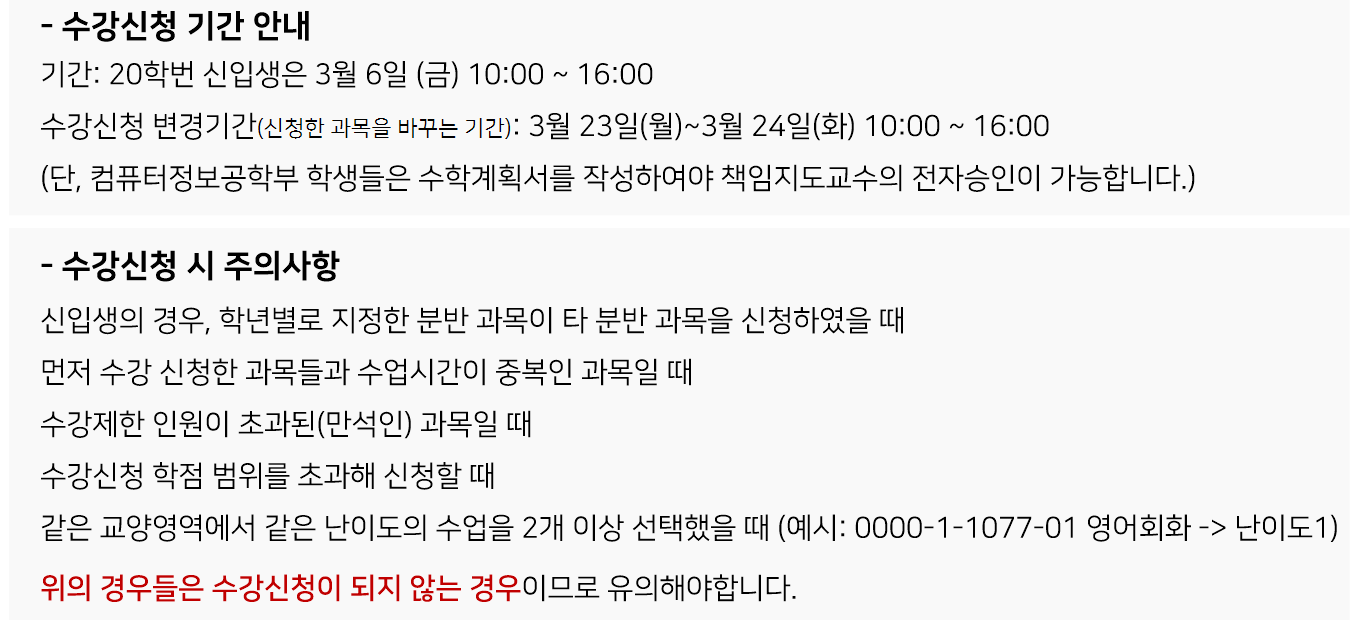 - 수강신청 기간 안내
기간: 20학번 신입생은 3월 6일 (금) 10:00 ~ 16:00
수강신청 변경기간(신청한 과목을 바꾸는 기간): 3월 23일(월)~3월 24일(화) 10:00 ~ 16:00
(단, 컴퓨터정보공학부 학생들은 수학계획서를 작성하여야 책임지도교수의 전자승인이 가능합니다.)
- 수강신청 시 주의사항
신입생의 경우, 학년별로 지정한 분반 과목이 타 분반 과목을 신청하였을 때
먼저 수강 신청한 과목들과 수업시간이 중복인 과목일 때
수강제한 인원이 초과된(만석인) 과목일 때
수강신청 학점 범위를 초과해 신청할 때
같은 교양영역에서 같은 난이도의 수업을 2개 이상 선택했을 때 (예시: 0000-1-1077-01 영어회화 -> 난이도1)
위의 경우들은 수강신청이 되지 않는 경우이므로 유의해야합니다.